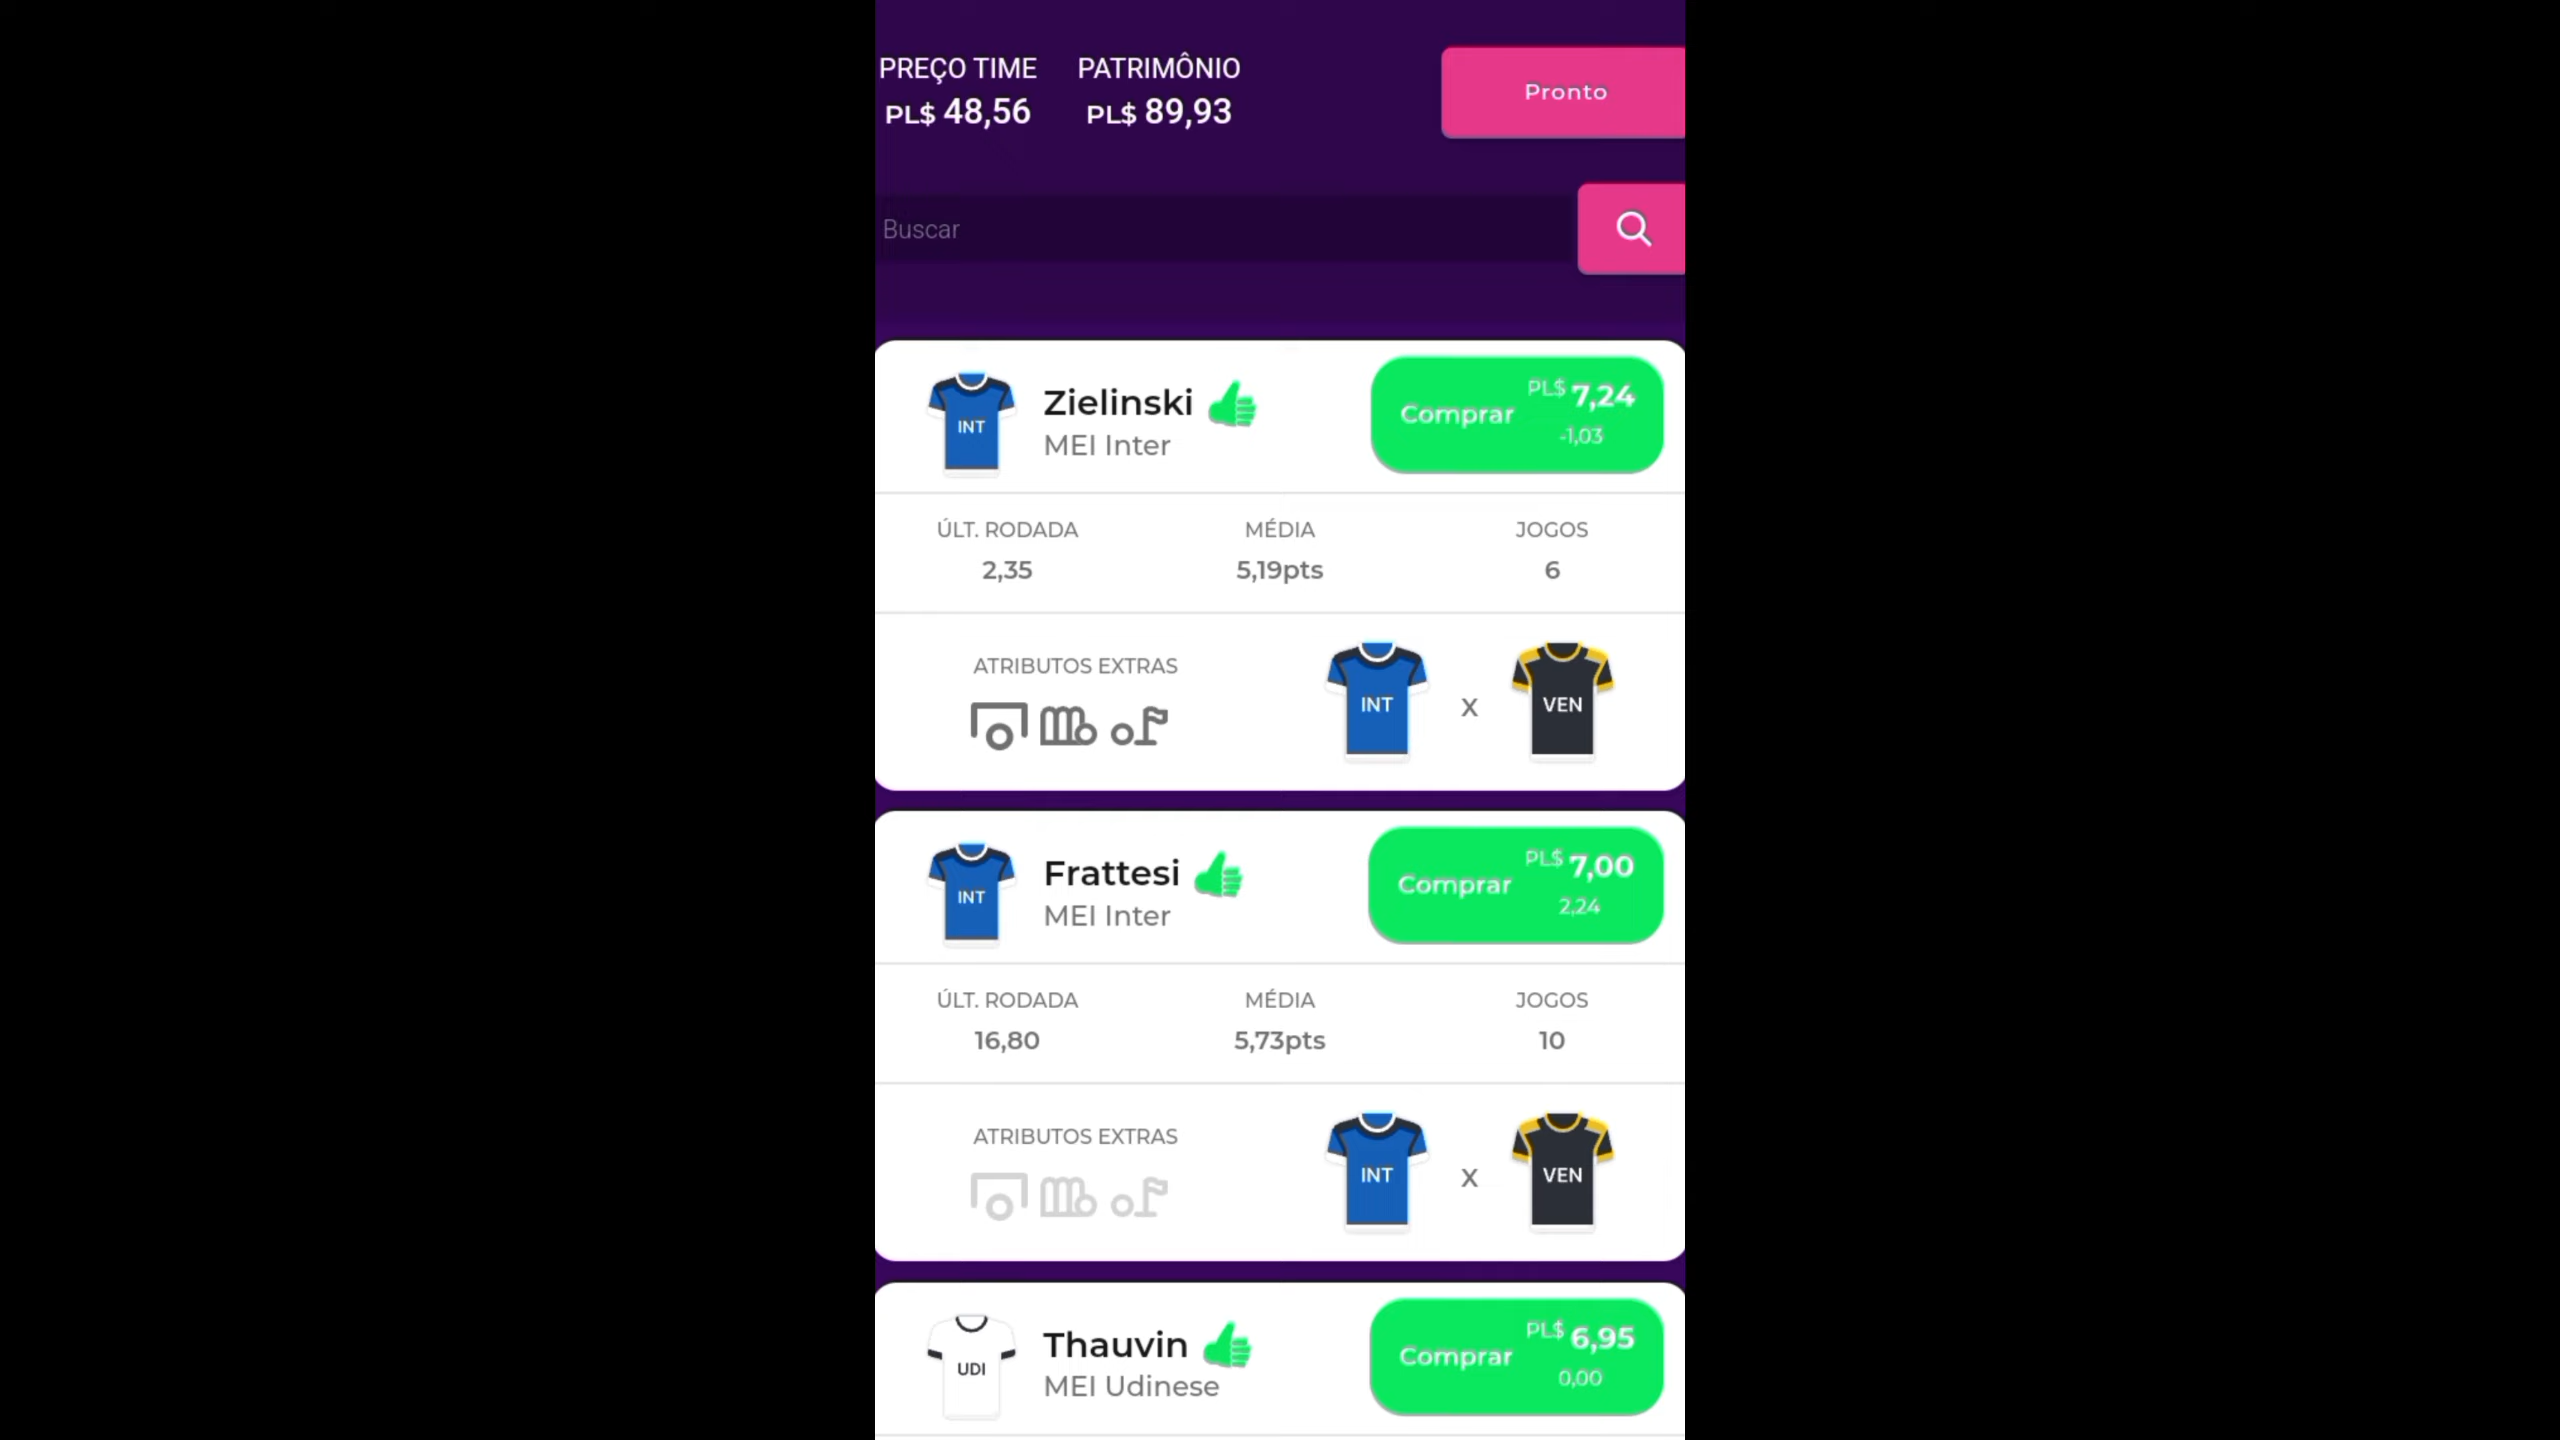 PREÇO TIME PATRIMÔNIO
PL$ 48,56 PL$ 89,93
Pronto
Buscar
INT
Zielinski
MEI Inter
Comprar PL$ 7,24
-1,03
ÚLT. RODADA MÉDIA JOGOS
2,35 5,19pts 6
ATRIBUTOS EXTRAS
INT X VEN
INT
Frattesi
MEI Inter
Comprar PL$ 7,00
2,24
ÚLT. RODADA MÉDIA JOGOS
16,80 5,73pts 10
ATRIBUTOS EXTRAS
INT X VEN
UDI
Thauvin
MEI Udinese
Comprar PL$ 6,95
0,00